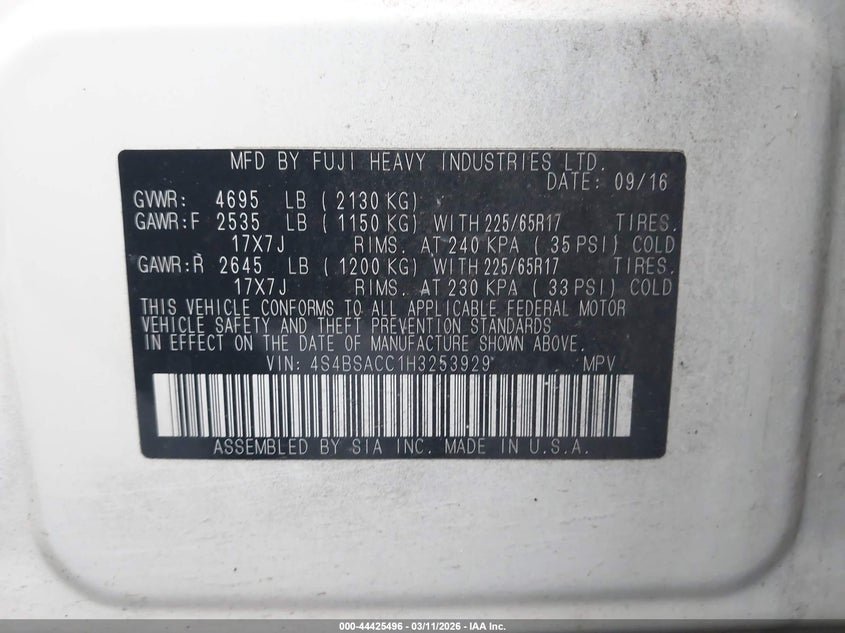 MFD BY FUJI HEAVY INDUSTRIES LTD.
DATE: 09/16
GVWR: 4695 LB ( 2130 KG)
GAWR:F 2535 LB ( 1150 KG) WITH 225/65R17 TIRES.
17X7J RIMS. AT 240 KPA ( 35 PSI) COLD
GAWR:R 2645 LB ( 1200 KG) WITH 225/65R17 TIRES.
17X7J RIMS. AT 230 KPA ( 33 PSI) COLD
THIS VEHICLE CONFORMS TO ALL APPLICABLE FEDERAL MOTOR
VEHICLE SAFETY AND THEFT PREVENTION STANDARDS
IN EFFECT ON THE DATE OF MANUFACTURE SHOWN ABOVE.
VIN: 4S4BSACC1H3253929 MPV
ASSEMBLED BY SIA INC. MADE IN U.S.A.
000-44425496 - 03/11/2026 - IAA Inc.